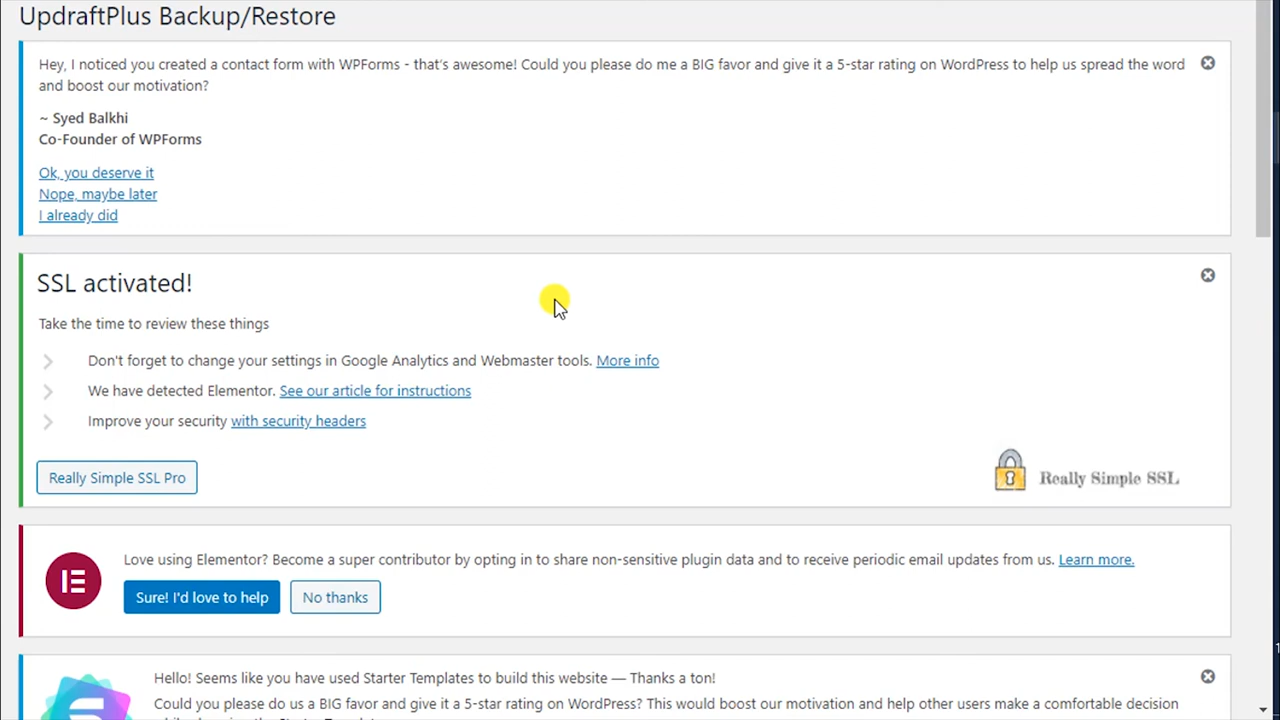 UpdraftPlus Backup/Restore
Hey, I noticed you created a contact form with WPForms - that's awesome! Could you please do me a BIG favor and give it a 5-star rating on WordPress to help us spread the word
and boost our motivation?
~ Syed Balkhi
Co-Founder of WPForms
Ok, you deserve it
Nope, maybe later
I already did
SSL activated!
Take the time to review these things
Don't forget to change your settings in Google Analytics and Webmaster tools. More info
We have detected Elementor. See our article for instructions
Improve your security with security headers
Really Simple SSL Pro
Really Simple SSL
Love using Elementor? Become a super contributor by opting in to share non-sensitive plugin data and to receive periodic email updates from us. Learn more.
Sure! I'd love to help
No thanks
Hello! Seems like you have used Starter Templates to build this website — Thanks a ton!
Could you please do us a BIG favor and give it a 5-star rating on WordPress? This would boost our motivation and help other users make a comfortable decision